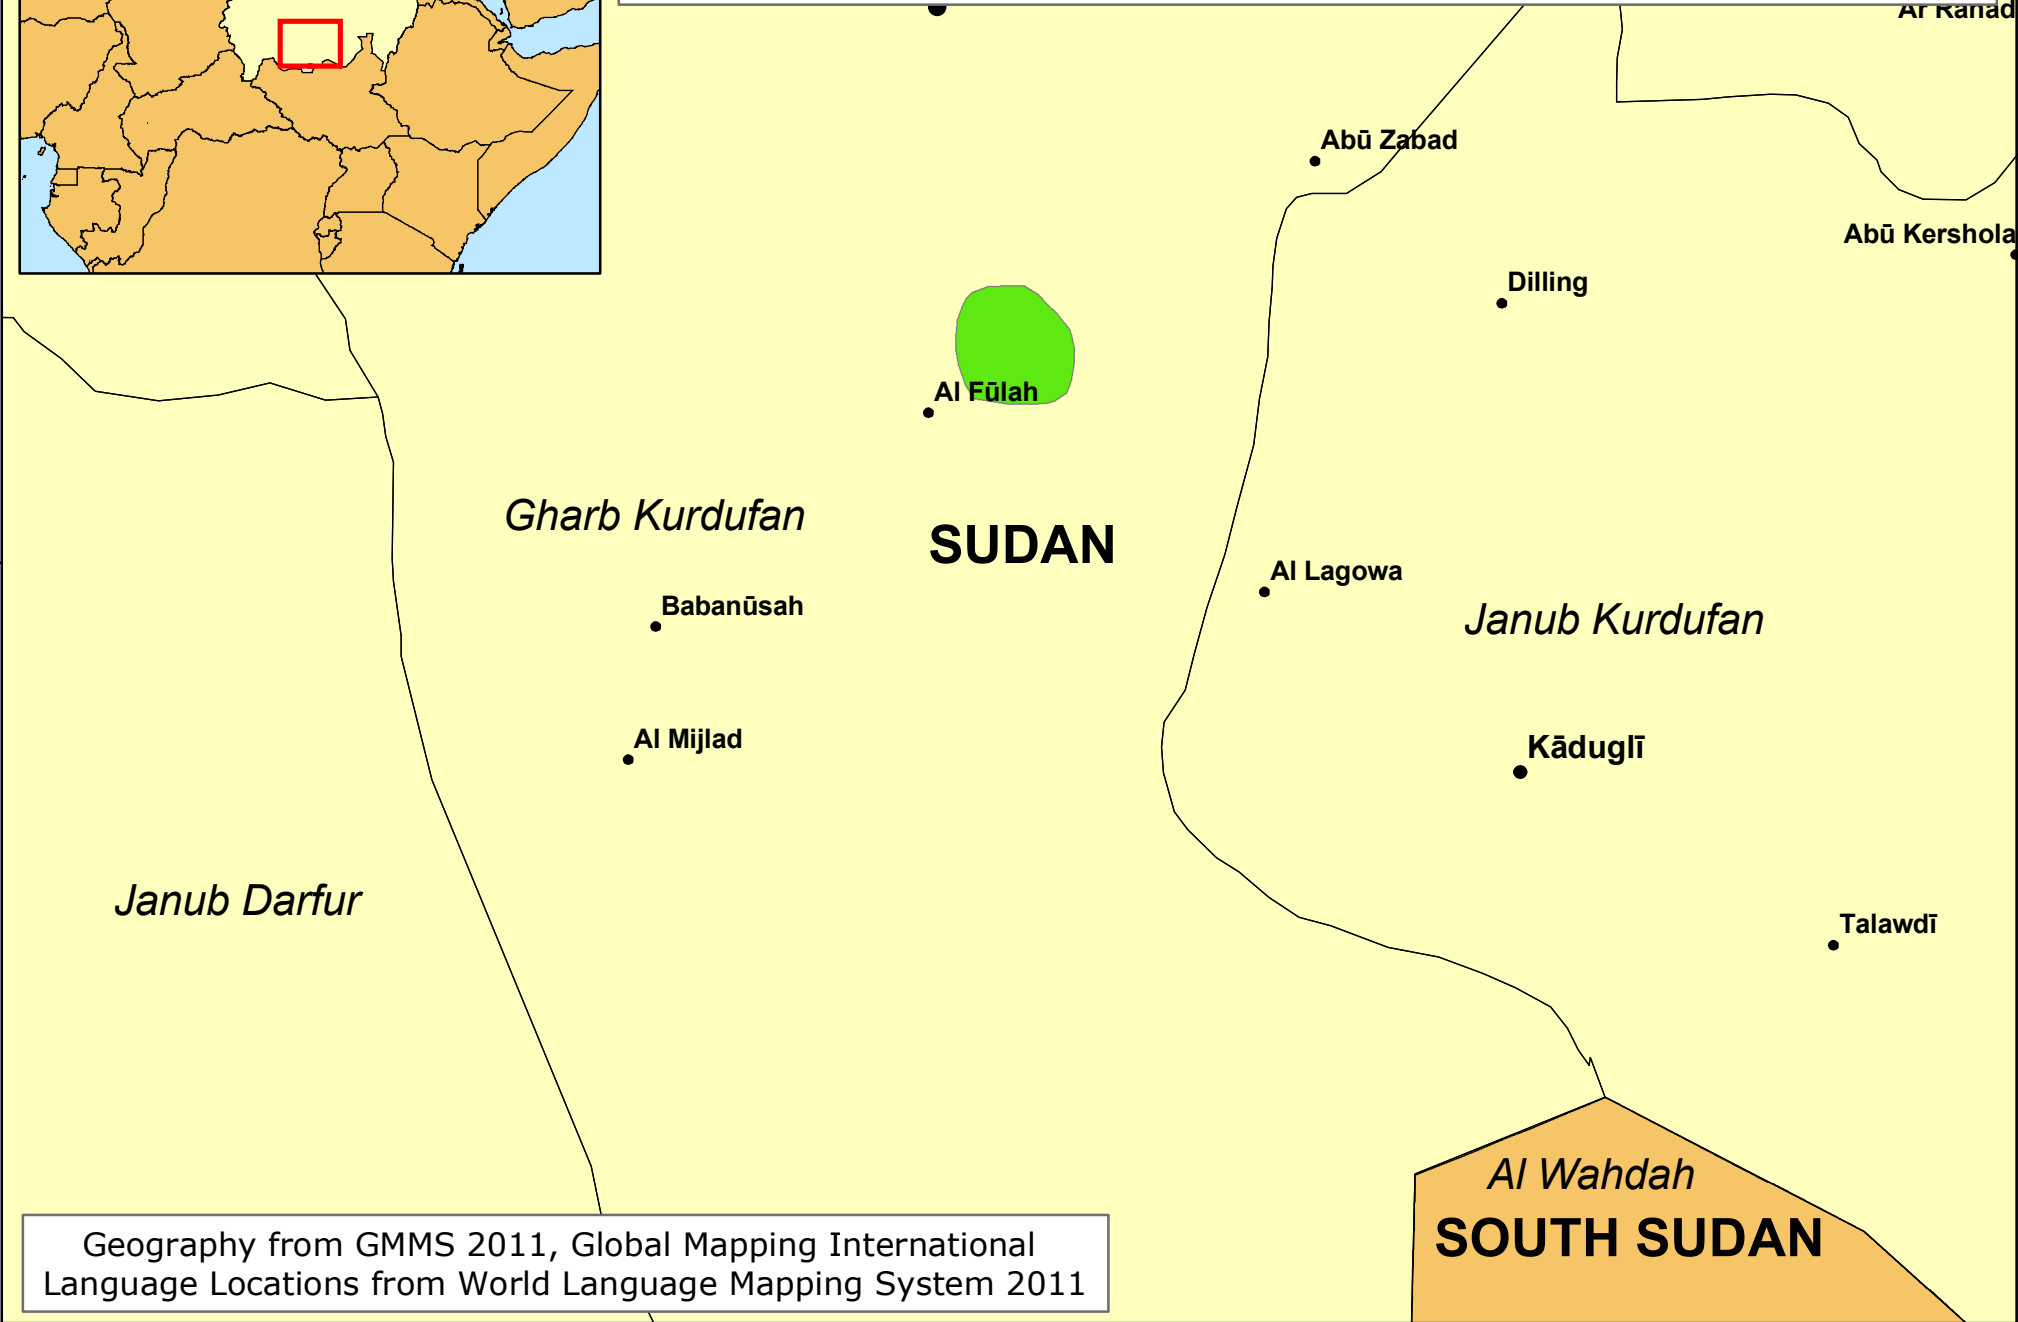 Ar Rahad
Abū Zabad
Abū Kershola
Dilling
Al Fūlah
Gharb Kurdufan
SUDAN
Al Lagowa
Babanūsah
Janub Kurdufan
Al Mijlad
Kāduglī
Janub Darfur
Talawdī
Al Wahdah
SOUTH SUDAN
Geography from GMMS 2011, Global Mapping International
Language Locations from World Language Mapping System 2011